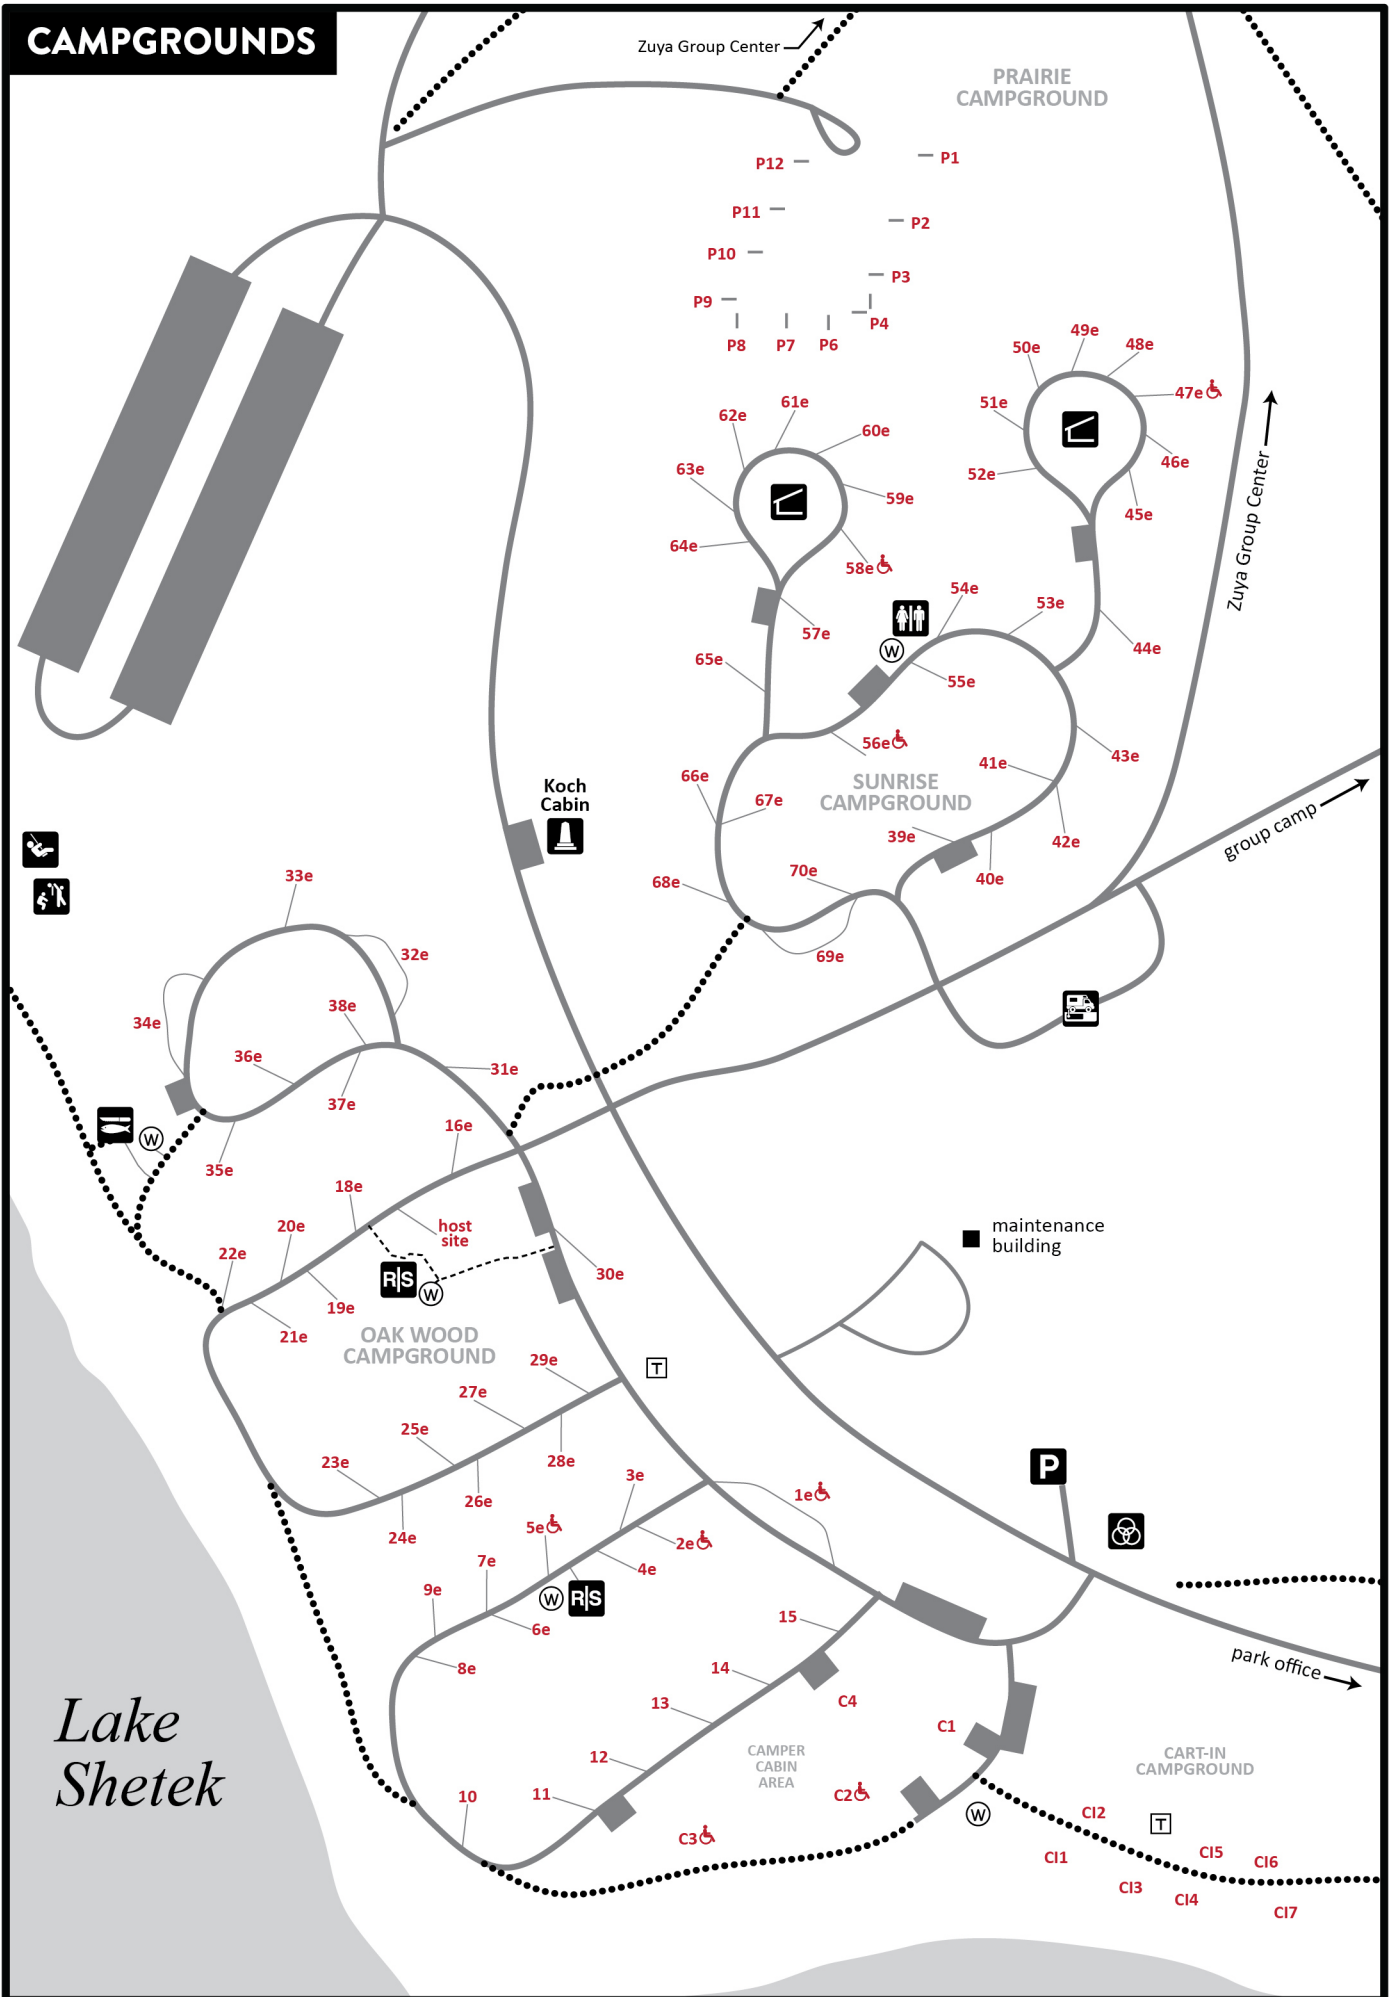 CAMPGROUNDS
Zuya Group Center
PRAIRIE
CAMPGROUND
P12
P1
P11
P2
P10
P3
P9
P4
P8
P7
P6
49e
50e
48e
47e
51e
46e
52e
45e
61e
62e
60e
63e
59e
64e
58e
54e
53e
57e
W
44e
65e
55e
Zuya Group Center
56e
43e
41e
66e
SUNRISE
CAMPGROUND
67e
39e
42e
40e
70e
68e
69e
group camp
Koch
Cabin
33e
32e
38e
34e
36e
31e
37e
16e
W
35e
18e
20e
host
site
22e
30e
R|S
W
19e
21e
OAK WOOD
CAMPGROUND
maintenance
building
29e
T
27e
25e
28e
23e
26e
24e
3e
1e
P
5e
2e
7e
4e
9e
W
R|S
6e
8e
15
14
13
12
11
10
C4
C1
park office
CAMPER
CABIN
AREA
C2
C3
CART-IN
CAMPGROUND
W
CI2
T
CI1
CI5
CI6
CI3
CI4
CI7
Lake
Shetek